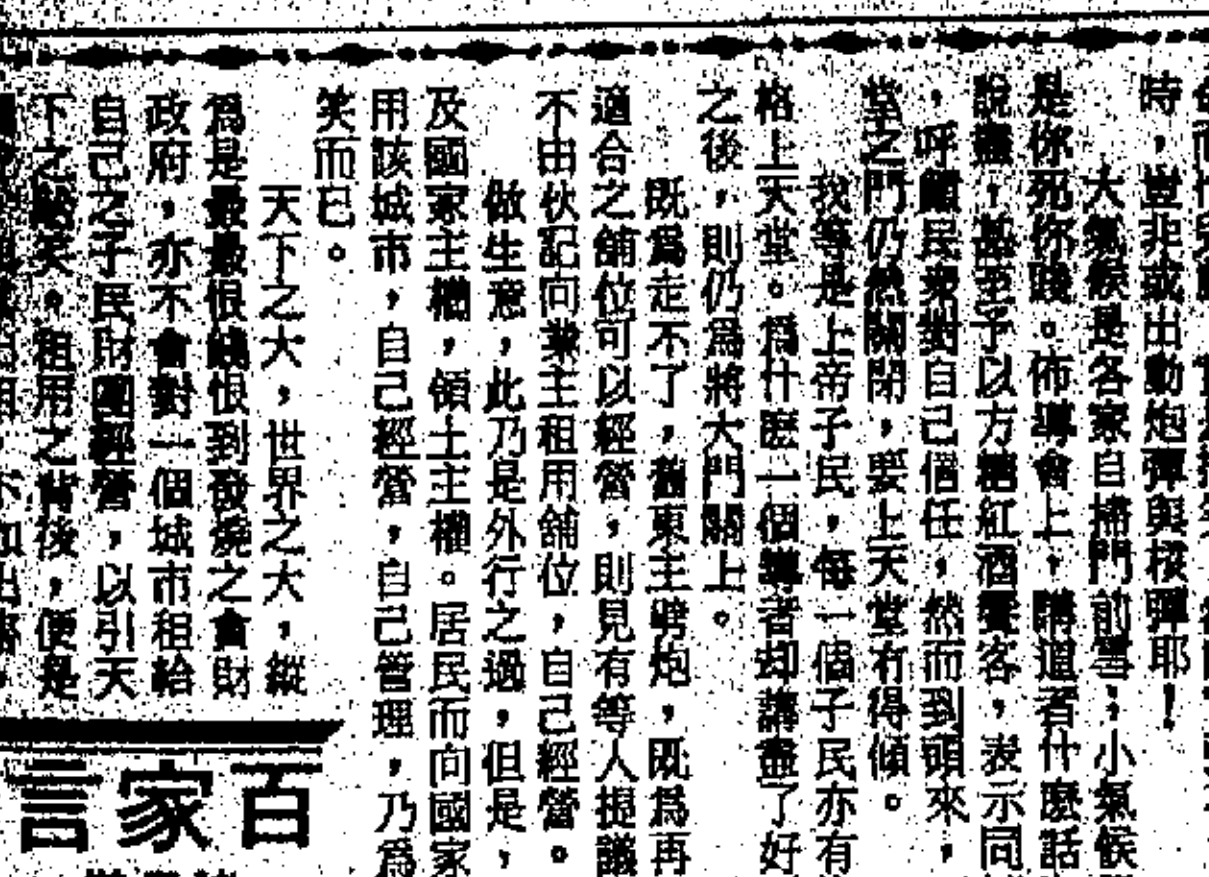 時，豈非或出動炮彈與核彈耶！
大氣候是各家自掃門前雪，小氣候
是你死你賤。佈導會上，講道者什麽話
說盡，甚至予以方糖紅酒饗客，表示同
，呼籲民衆對自己信任，然而到頭來，
堂之門仍然關閉，要上天堂有得傾。
我等是上帝子民，每一個子民亦有
格上天堂。爲什麽一個導者却講盡了好
之後，則仍爲將大門關上。
既爲走不了，舊東主劈炮，既爲再
適合之舖位可以經營，則見有等人提議
不由伙記向業主租用舖位，自己經營。
做生意，此乃是外行之過，但是，
及國家主權，領土主權。居民而向國家
用該城市，自己經營，自己管理，乃爲
笑而已。
天下之大，世界之大，縱
爲是最最恨錢恨到發燒之貪財
政府，亦不會對一個城市租給
自己之子民財團經營，以引天
下之笑。租用之背後，便是
百家言